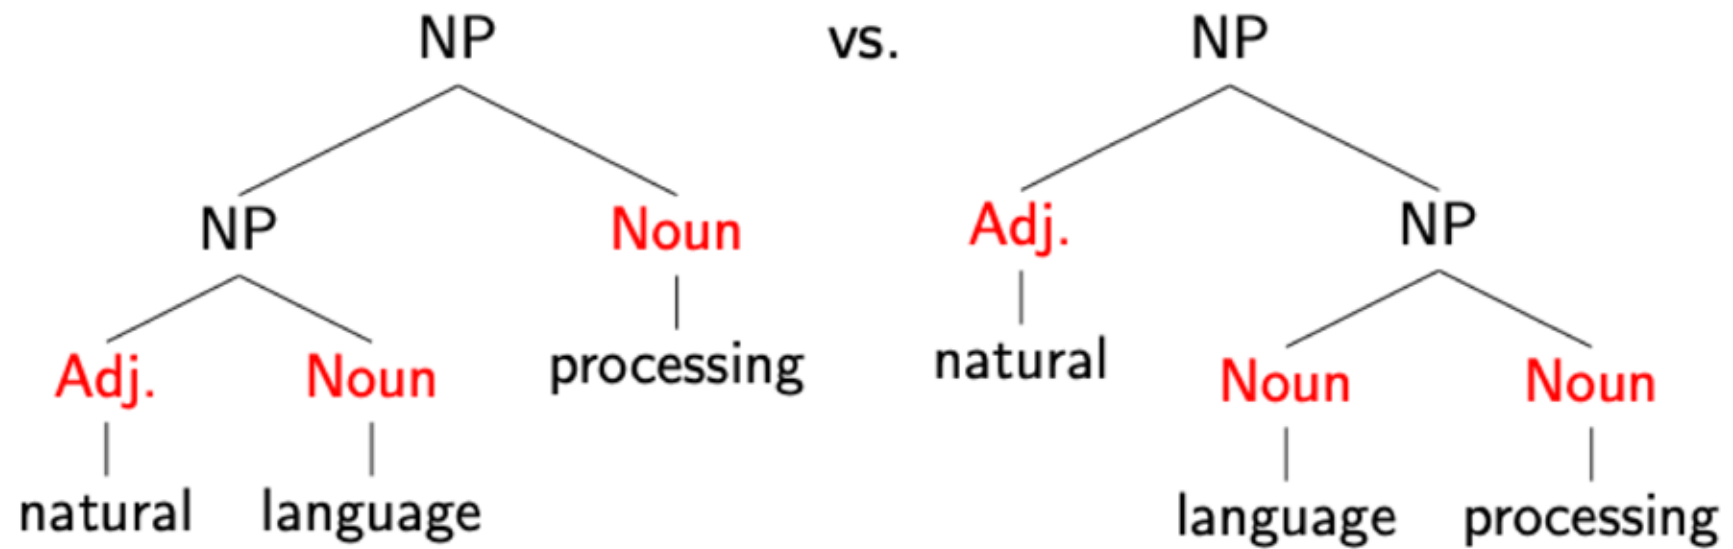 NP vs. NP
NP Noun Adj. NP
Adj. Noun processing natural Noun Noun
natural language language processing